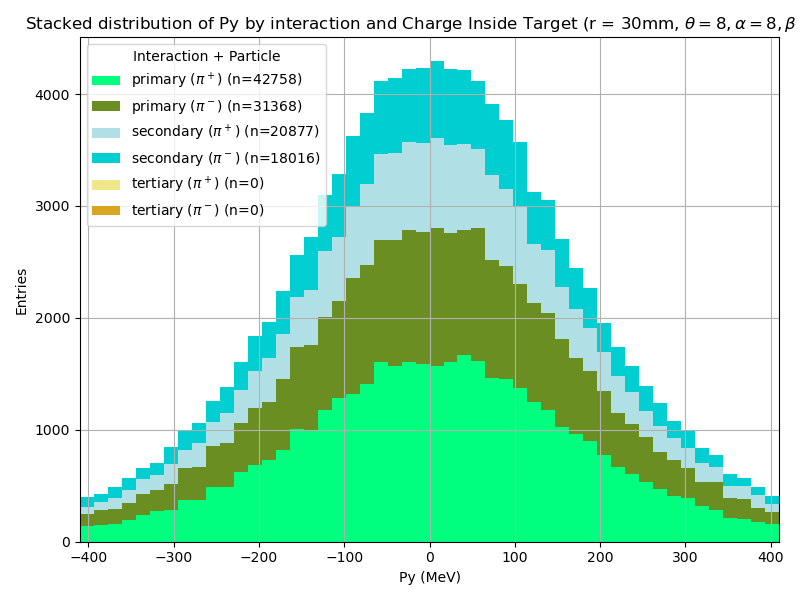 Stacked distribution of Py by interaction and Charge Inside Target (r = 30mm, θ = 8, α = 8, β
Interaction + Particle
primary (π⁺) (n=42758)
primary (π⁻) (n=31368)
secondary (π⁺) (n=20877)
secondary (π⁻) (n=18016)
tertiary (π⁺) (n=0)
tertiary (π⁻) (n=0)
4000
3000
2000
1000
0
Entries
−400 −300 −200 −100 0 100 200 300 400
Py (MeV)